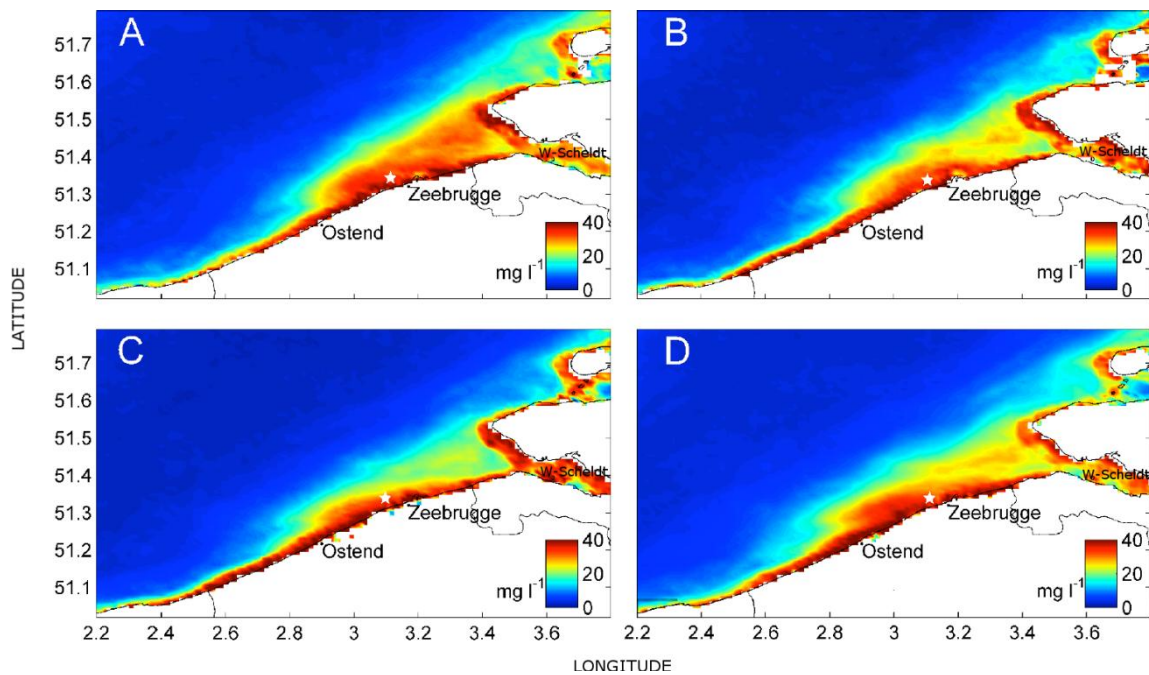 A
B
51.7
51.6
51.5
51.4
51.3
51.2
51.1
W-Scheldt
Zeebrugge
Ostend
40
20
0
mg l-1
W-Scheldt
Zeebrugge
Ostend
40
20
0
mg l-1
LATITUDE
C
D
51.7
51.6
51.5
51.4
51.3
51.2
51.1
W-Scheldt
Zeebrugge
Ostend
40
20
0
mg l-1
W-Scheldt
Zeebrugge
Ostend
40
20
0
mg l-1
2.2 2.4 2.6 2.8 3 3.2 3.4 3.6
2.2 2.4 2.6 2.8 3 3.2 3.4 3.6
LONGITUDE